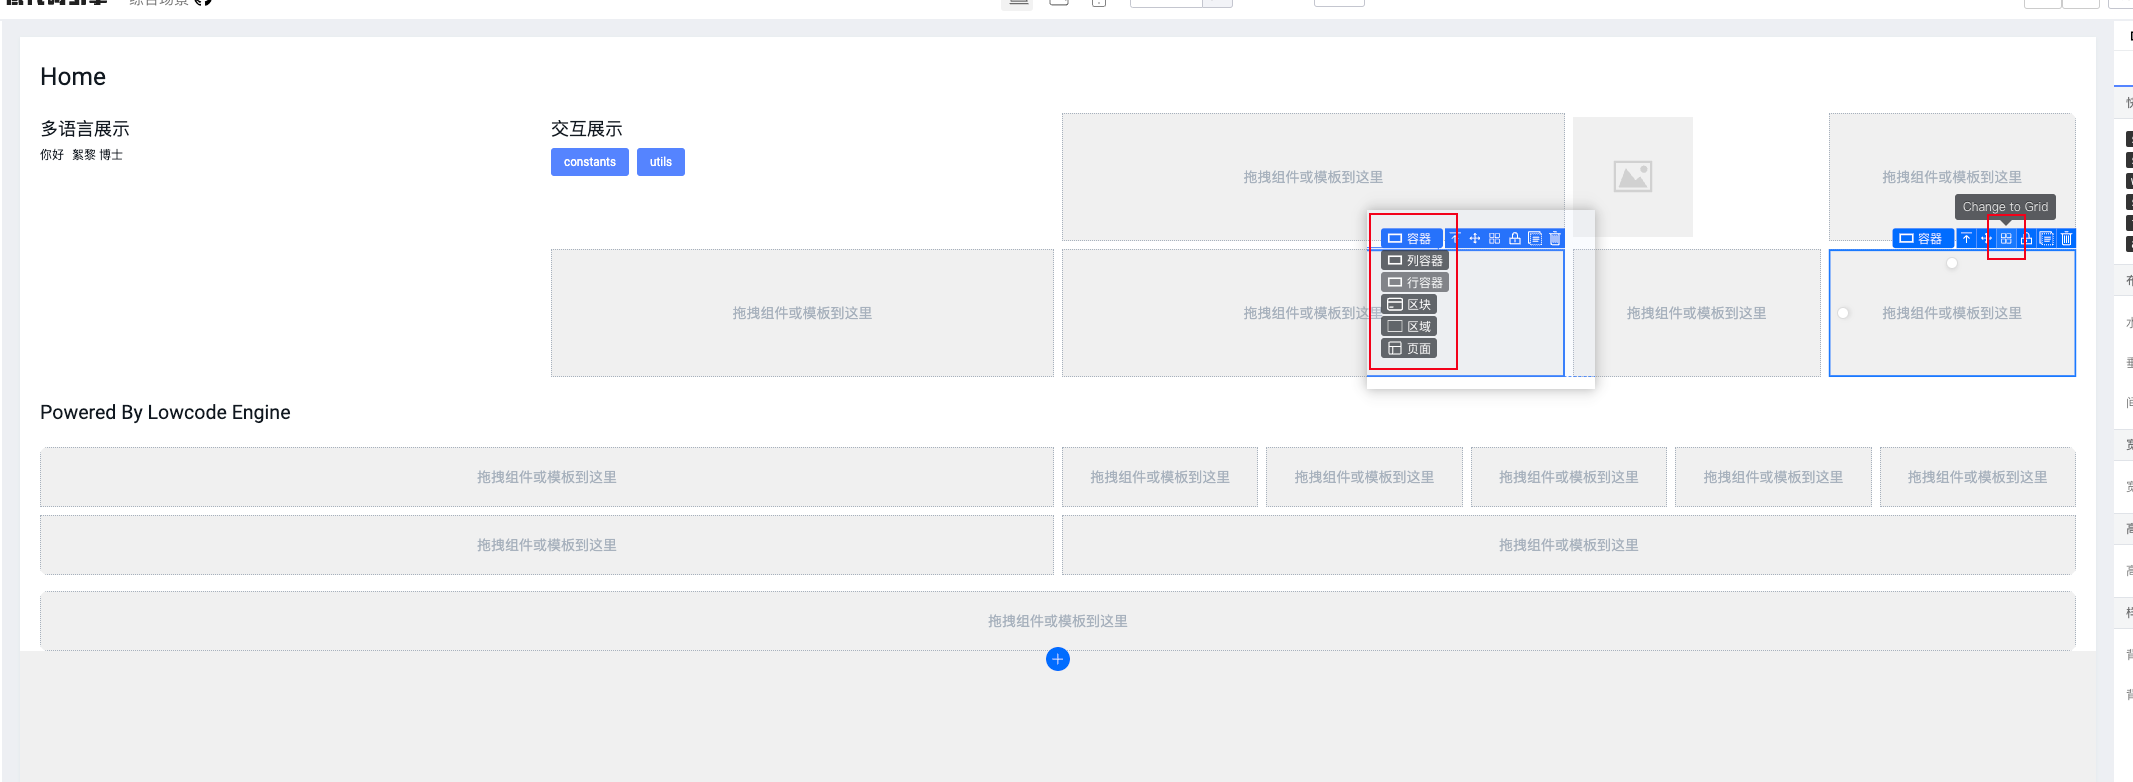 综合场景
Home
多语言展示
你好 絮黎 博士
交互展示
constants
utils
拖拽组件或模板到这里
拖拽组件或模板到这里
Change to Grid
容器
列容器
行容器
区块
区域
页面
容器
拖拽组件或模板到这里
拖拽组件或模板到这里
拖拽组件或模板到这里
拖拽组件或模板到这里
Powered By Lowcode Engine
拖拽组件或模板到这里
拖拽组件或模板到这里
拖拽组件或模板到这里
拖拽组件或模板到这里
拖拽组件或模板到这里
拖拽组件或模板到这里
拖拽组件或模板到这里
拖拽组件或模板到这里
拖拽组件或模板到这里